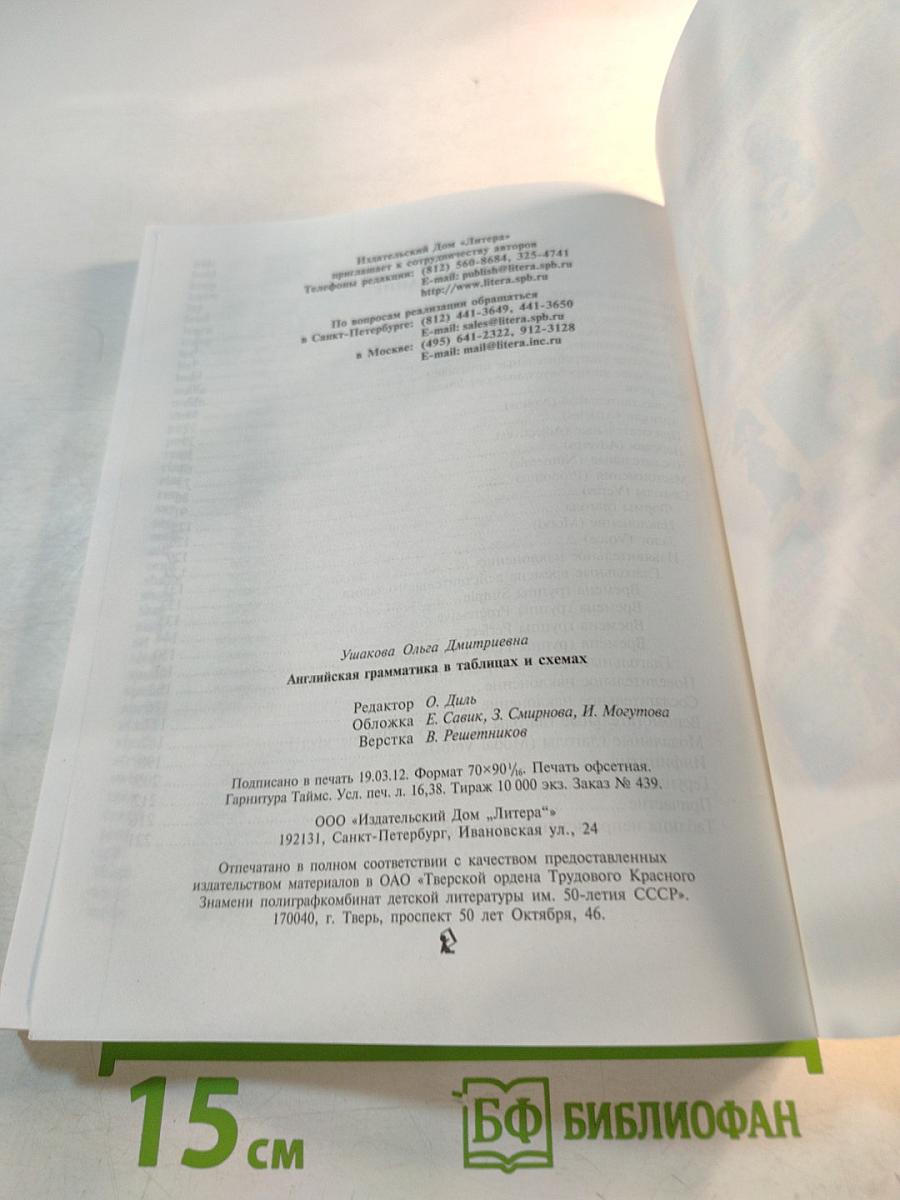 Издательский Дом «Литера»
приглашает к сотрудничеству авторов
Телефоны редакции: (812) 560-8684, 325-4741
E-mail: publish@litera.spb.ru
http://www.litera.spb.ru
По вопросам реализации обращаться
в Санкт-Петербурге: (812) 441-3649, 441-3650
E-mail: sales@litera.spb.ru
в Москве: (495) 641-2322, 912-3128
E-mail: mail@litera.inc.ru
Ушакова Ольга Дмитриевна
Английская грамматика в таблицах и схемах
Редактор О. Диль
Обложка Е. Савик, З. Смирнова, И. Могутова
Верстка В. Решетников
Подписано в печать 19.03.12. Формат 70×90 1/16. Печать офсетная.
Гарнитура Таймс. Усл. печ. л. 16,38. Тираж 10 000 экз. Заказ № 439.
ООО «Издательский Дом „Литера“»
192131, Санкт-Петербург, Ивановская ул., 24
Отпечатано в полном соответствии с качеством предоставленных
издательством материалов в ОАО «Тверской ордена Трудового Красного
Знамени полиграфкомбинат детской литературы им. 50-летия СССР».
170040, г. Тверь, проспект 50 лет Октября, 46.
15 см
БФ БИБЛИОФАН